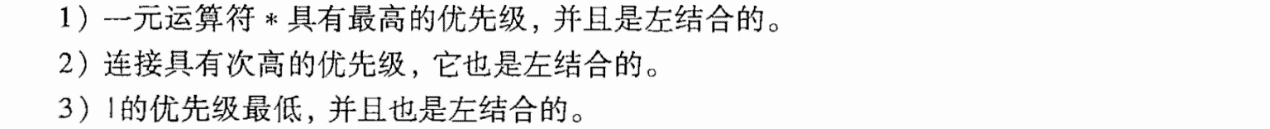 1) 一元运算符 * 具有最高的优先级, 并且是左结合的。
2) 连接具有次高的优先级, 它也是左结合的。
3) | 的优先级最低, 并且也是左结合的。